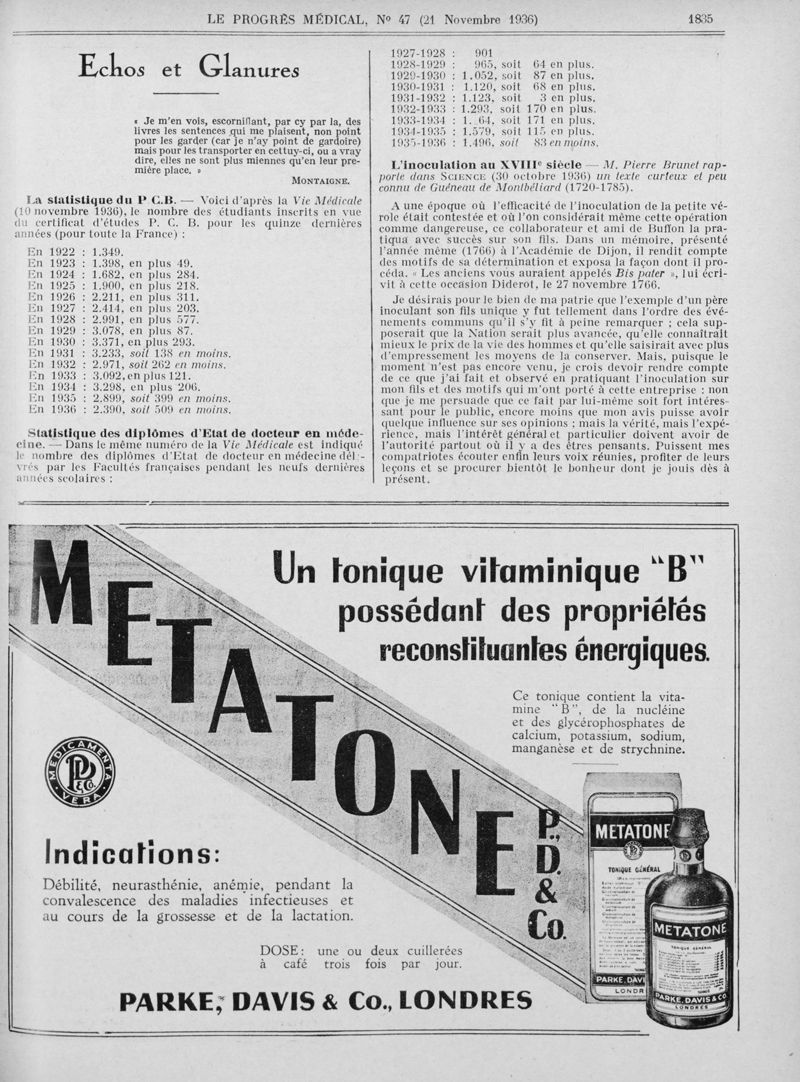 LE PROGRÈS MÉDICAL, N° 47 (21 Novembre 1936)
1835
Echos et Glanures
« Je m'en vois, escorniflant, par cy par la, des
livres les sentences qui me plaisent, non point
pour les garder (car je n'ay point de gardoire)
mais pour les transporter en cettuy-ci, ou a vray
dire, elles ne sont plus miennes qu'en leur pre-
mière place. »
MONTAIGNE.
La statistique du P C.B. — Voici d'après la Vie Médicale
(10 novembre 1936), le nombre des étudiants inscrits en vue
du certificat d'études P. C. B. pour les quinze dernières
années (pour toute la France) :
En 1922 : 1.349.
En 1923 : 1.398, en plus 49.
En 1924 : 1.682, en plus 284.
En 1925 : 1.900, en plus 218.
En 1926 : 2.211, en plus 311.
En 1927 : 2.414, en plus 203.
En 1928 : 2.991, en plus 577.
En 1929 : 3.078, en plus 87.
En 1930 : 3.371, en plus 293.
En 1931 : 3.233, soit 138 en moins.
En 1932 : 2.971, soit 262 en moins.
En 1933 : 3.092, en plus 121.
En 1934 : 3.298, en plus 206.
En 1935 : 2.899, soit 399 en moins.
En 1936 : 2.390, soit 509 en moins.
Statistique des diplômes d'Etat de docteur en méde-
cine. — Dans le même numéro de la Vie Médicale est indiqué
le nombre des diplômes d'Etat de docteur en médecine dél -
vrés par les Facultés françaises pendant les neufs dernières
années scolaires :
1927-1928 : 901
1928-1929 : 965, soit 64 en plus.
1929-1930 : 1.052, soit 87 en plus.
1930-1931 : 1.120, soit 68 en plus.
1931-1932 : 1.123, soit 3 en plus.
1932-1933 : 1.293, soit 170 en plus.
1933-1934 : 1. 64, soit 171 en plus.
1934-1935 : 1.579, soit 115 en plus.
1935-1936 : 1.496, soit 83 en moins.
L'inoculation au XVIIIe siècle — M. Pierre Brunet rap-
porte dans SCIENCE (30 octobre 1936) un texte curieux et peu
connu de Guéneau de Montbéliard (1720-1785).
A une époque où l'efficacité de l'inoculation de la petite vé-
role était contestée et où l'on considérait même cette opération
comme dangereuse, ce collaborateur et ami de Buffon la pra-
tiqua avec succès sur son fils. Dans un mémoire, présenté
l'année même (1766) à l'Académie de Dijon, il rendit compte
des motifs de sa détermination et exposa la façon dont il pro-
céda. « Les anciens vous auraient appelés Bis pater », lui écri-
vit à cette occasion Diderot, le 27 novembre 1766.
Je désirais pour le bien de ma patrie que l'exemple d'un père
inoculant son fils unique y fut tellement dans l'ordre des évé-
nements communs qu'il s'y fit à peine remarquer ; cela sup-
poserait que la Nation serait plus avancée, qu'elle connaîtrait
mieux le prix de la vie des hommes et qu'elle saisirait avec plus
d'empressement les moyens de la conserver. Mais, puisque le
moment n'est pas encore venu, je crois devoir rendre compte
de ce que j'ai fait et observé en pratiquant l'inoculation sur
mon fils et des motifs qui m'ont porté à cette entreprise : non
que je me persuade que ce fait par lui-même soit fort intéres-
sant pour le public, encore moins que mon avis puisse avoir
quelque influence sur ses opinions ; mais la vérité, mais l'expé-
rience, mais l'intérêt général et particulier doivent avoir de
l'autorité partout où il y a des êtres pensants. Puissent mes
compatriotes écouter enfin leurs voix réunies, profiter de leurs
leçons et se procurer bientôt le bonheur dont je jouis dès à
présent.
METATONE
P., D. & Co.
Un tonique vitaminique "B"
possédant des propriétés
reconstituantes énergiques.
Ce tonique contient la vita-
mine "B", de la nucléine
et des glycérophosphates de
calcium, potassium, sodium,
manganèse et de strychnine.
MEDICAMENTA VERA
P.D. & Co.
Indications:
Débilité, neurasthénie, anémie, pendant la
convalescence des maladies infectieuses et
au cours de la grossesse et de la lactation.
DOSE: une ou deux cuillerées
à café trois fois par jour.
METATONE
TONIQUE GÉNÉRAL
PARKE, DAVI
LONDR
METATONE
TONIQUE GÉNÉRAL
PARKE, DAVIS & CO
LONDRES
PARKE, DAVIS & Co., LONDRES